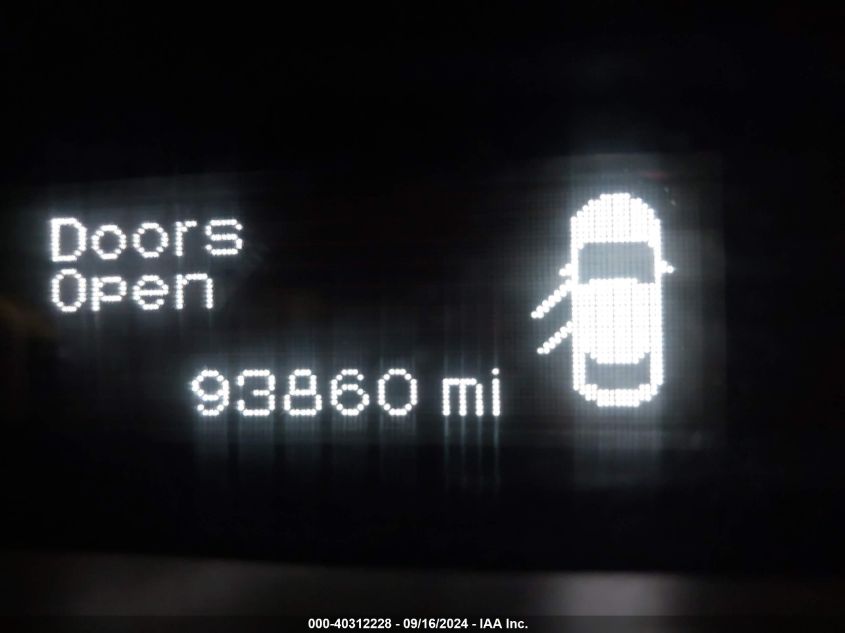 Doors
Open
93860 mi
000-40312228 - 09/16/2024 - IAA Inc.